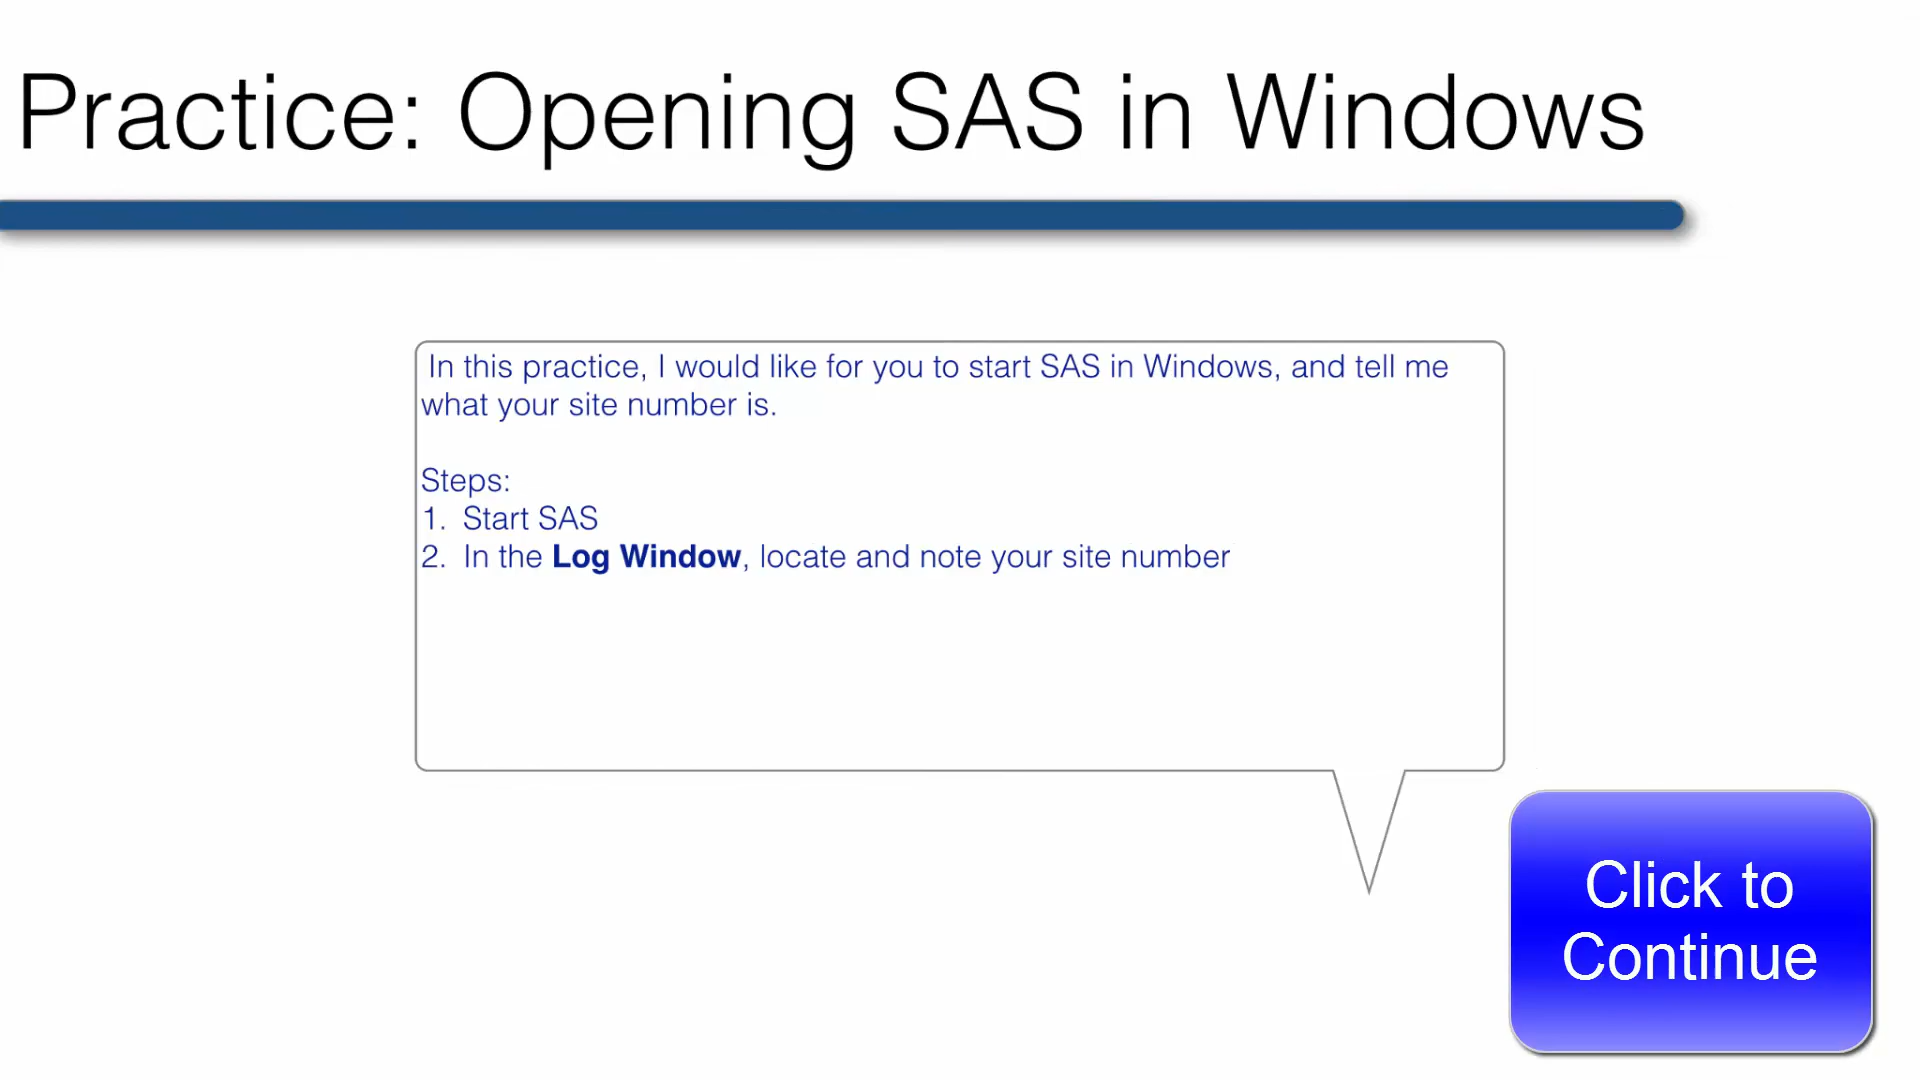 Practice: Opening SAS in Windows
In this practice, I would like for you to start SAS in Windows, and tell me
what your site number is.
Steps:
1. Start SAS
2. In the Log Window, locate and note your site number
Click to
Continue